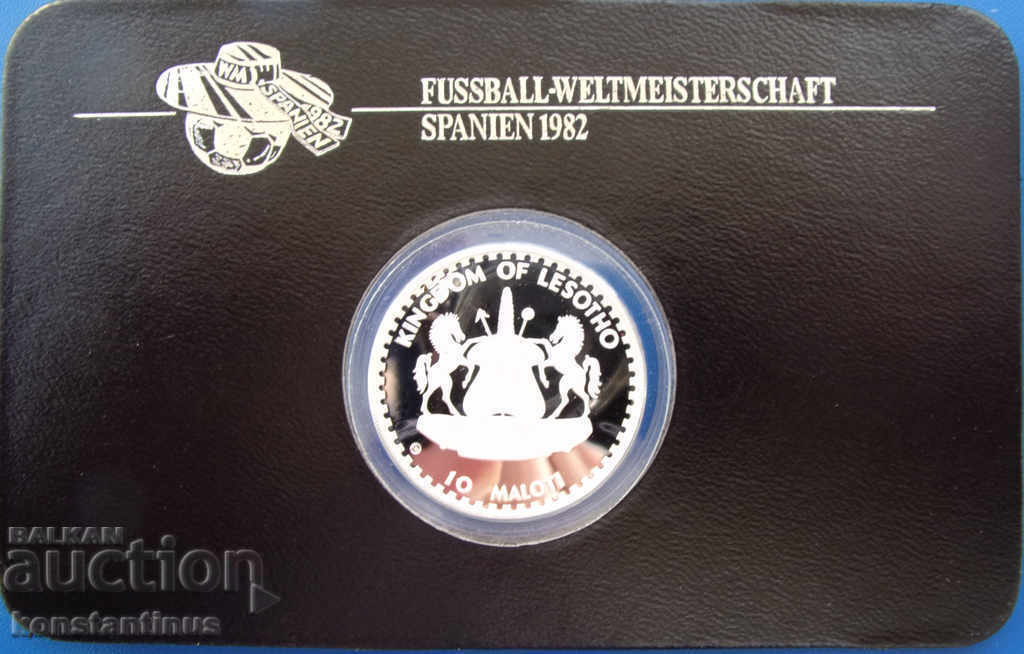 WM
SPANIEN
1982
FUSSBALL-WELTMEISTERSCHAFT
SPANIEN 1982
KINGDOM OF LESOTHO
10 MALOTI
BALKAN
auction
konstantinus